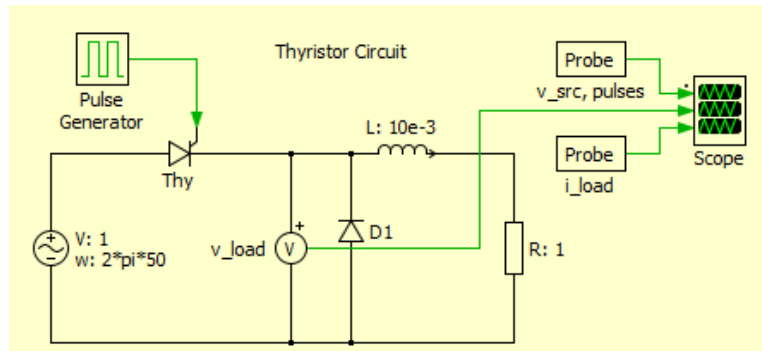 Thyristor Circuit
Pulse
Generator
Probe
v_src, pulses
L: 10e-3
Probe
i_load
Scope
Thy
V: 1
w: 2*pi*50
v_load
+
V
D1
R: 1